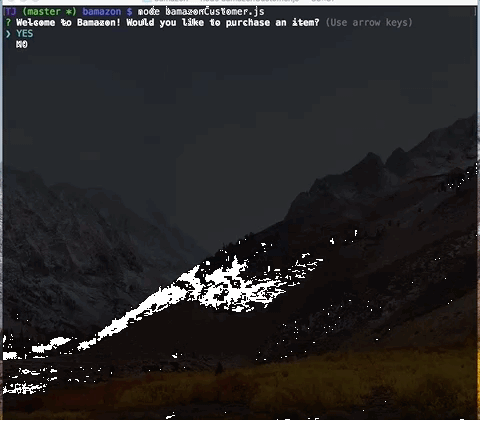 TJ (master *) bamazon $ node bamazonCustomer.js
? Welcome to Bamazon! Would you like to purchase an item? (Use arrow keys)
❯ YES
NO